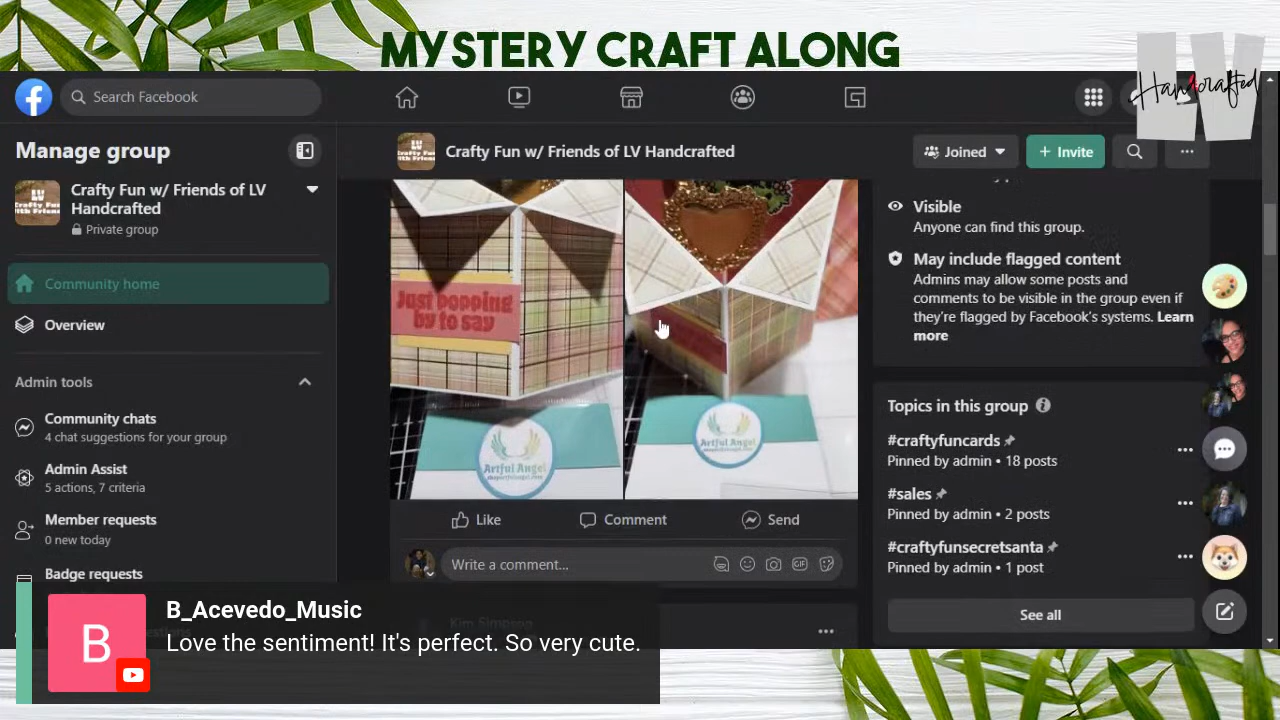 MYSTERY CRAFT ALONG
Handcrafted
Search Facebook
Manage group
Crafty Fun w/ Friends of LV
Handcrafted
Private group
Community home
Overview
Admin tools
Community chats
4 chat suggestions for your group
Admin Assist
5 actions, 7 criteria
Member requests
0 new today
Badge requests
Crafty Fun w/ Friends of LV Handcrafted
Joined
+ Invite
Just popping
by to say
Artful Angel
Artful Angel
Like
Comment
Send
Write a comment...
GIF
Kim Simpson
Visible
Anyone can find this group.
May include flagged content
Admins may allow some posts and
comments to be visible in the group even if
they're flagged by Facebook's systems. Learn
more
Topics in this group
#craftyfuncards
Pinned by admin • 18 posts
#sales
Pinned by admin • 2 posts
#craftyfunsecretsanta
Pinned by admin • 1 post
See all
B
B_Acevedo_Music
Love the sentiment! It's perfect. So very cute.